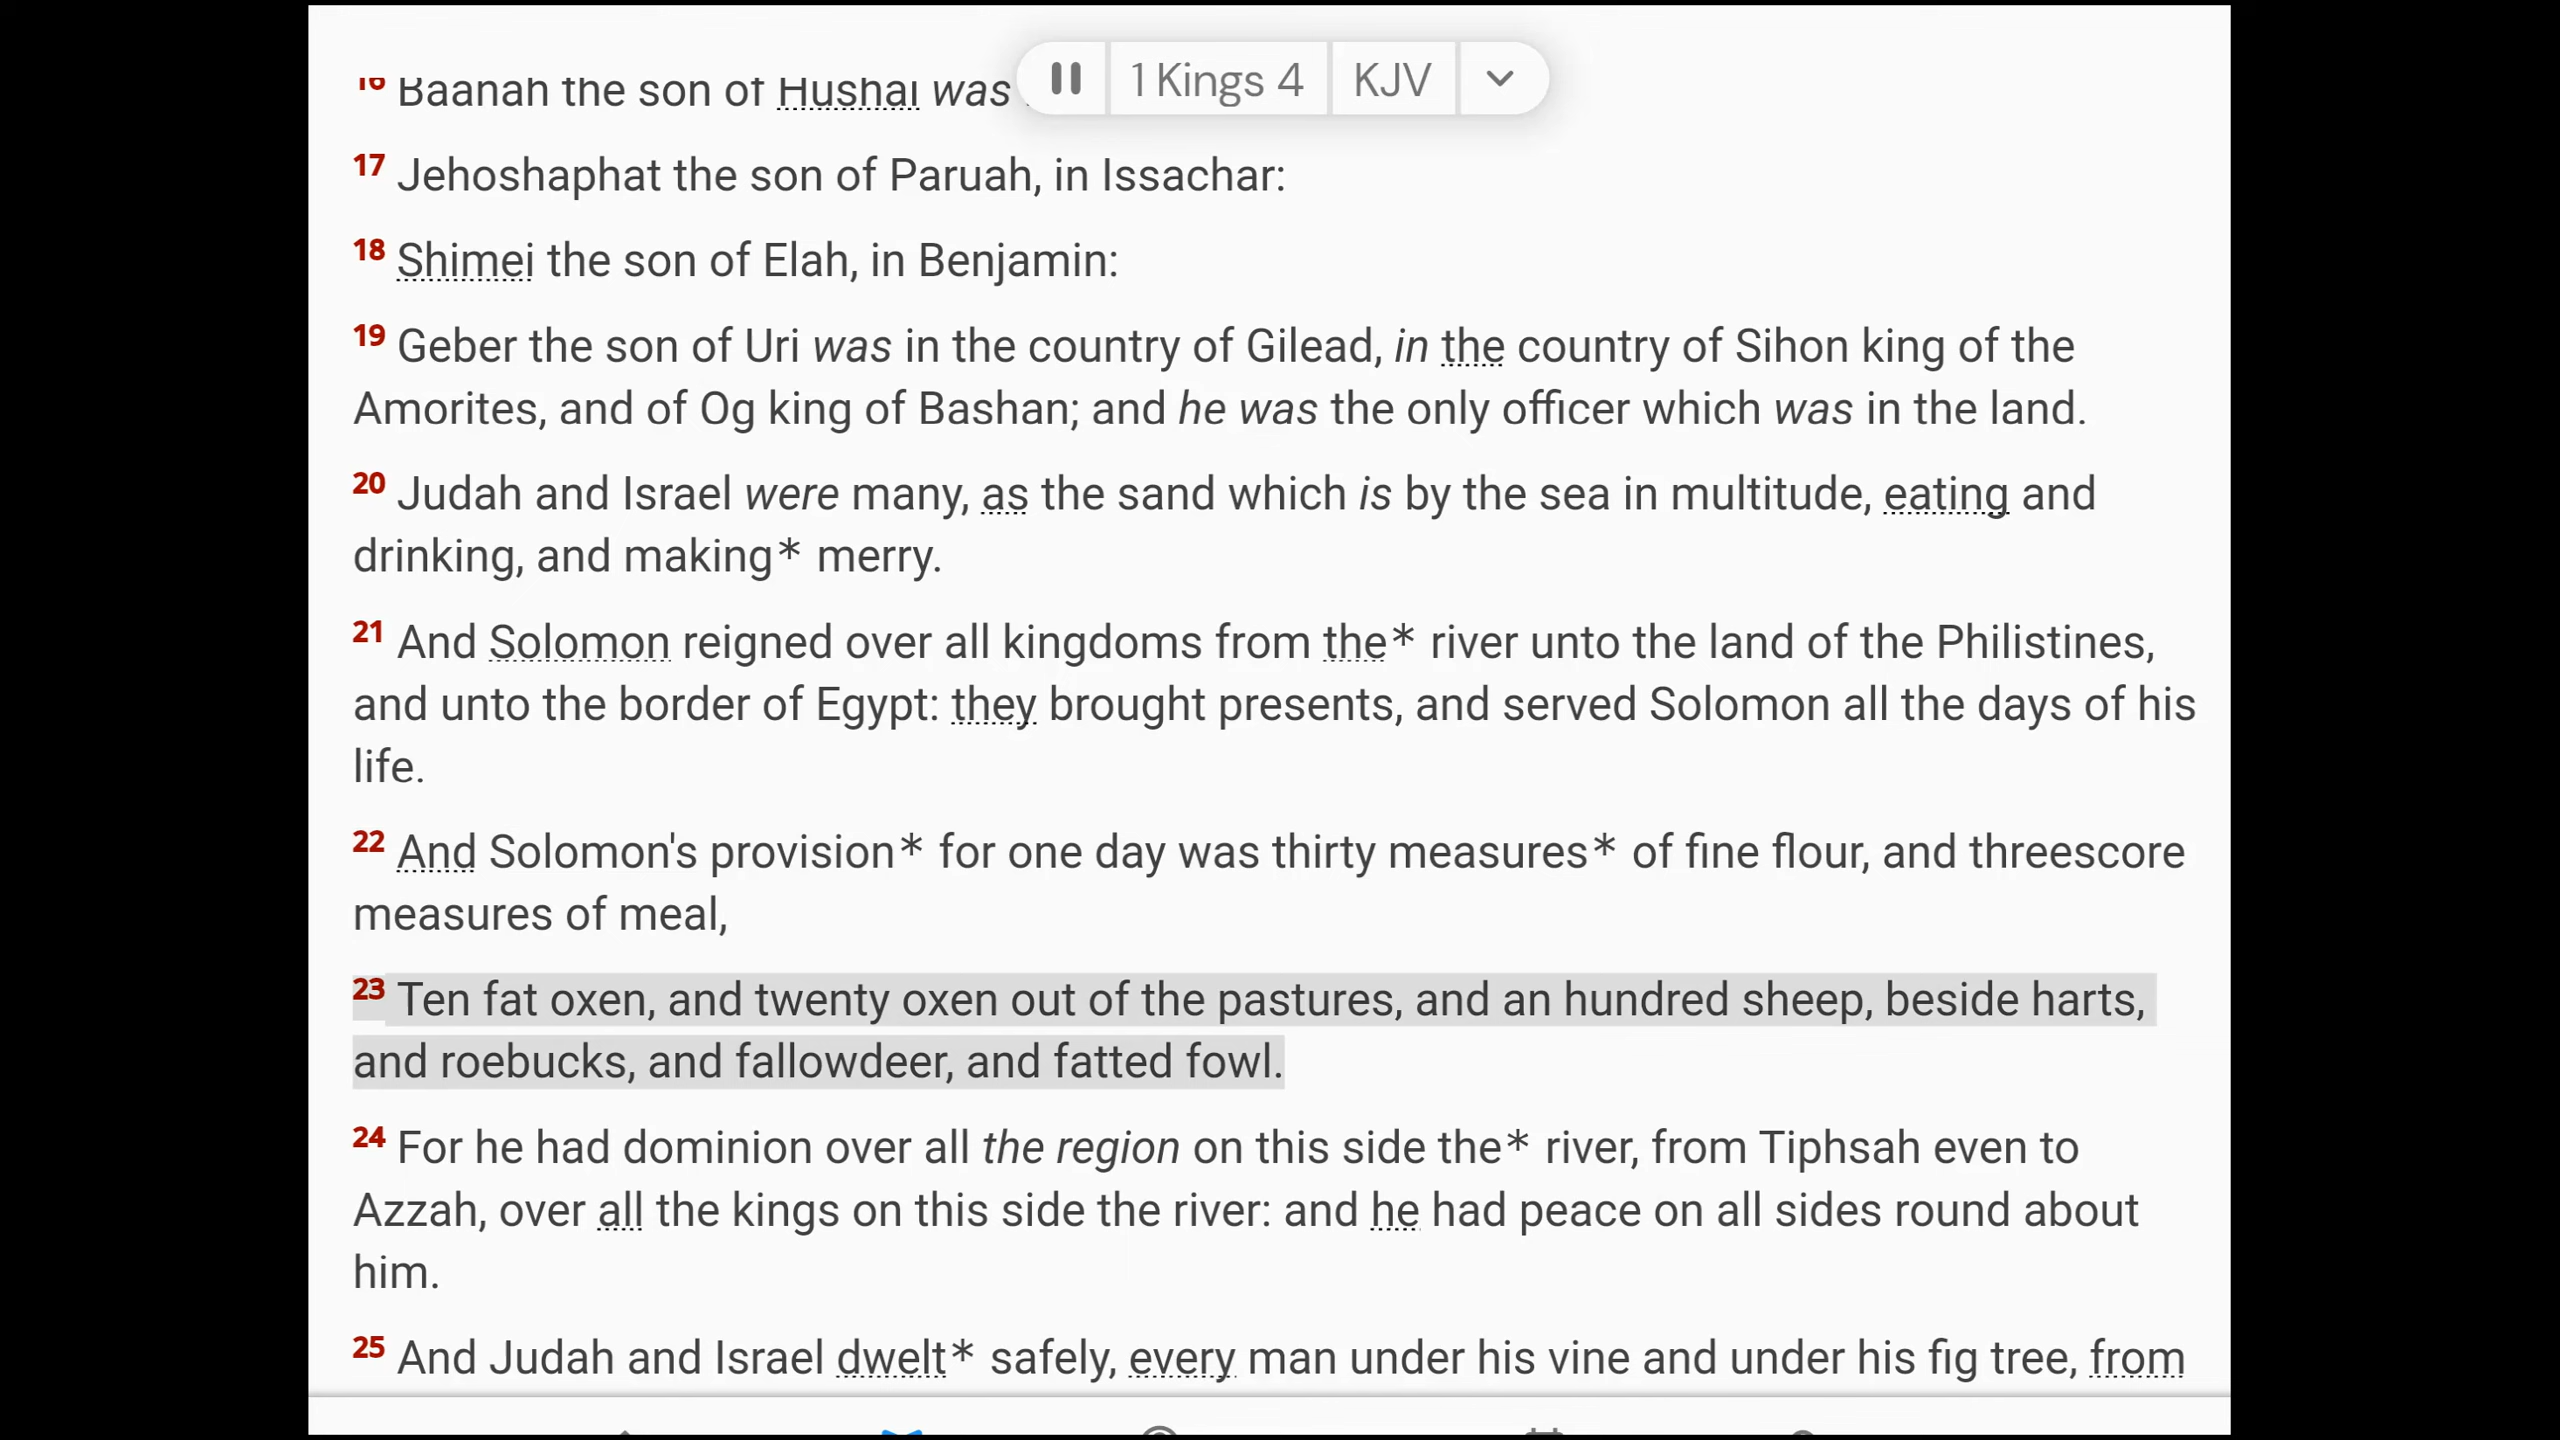 1 Kings 4 KJV
16 Baanah the son of Hushai was
17 Jehoshaphat the son of Paruah, in Issachar:
18 Shimei the son of Elah, in Benjamin:
19 Geber the son of Uri was in the country of Gilead, in the country of Sihon king of the
Amorites, and of Og king of Bashan; and he was the only officer which was in the land.
20 Judah and Israel were many, as the sand which is by the sea in multitude, eating and
drinking, and making* merry.
21 And Solomon reigned over all kingdoms from the* river unto the land of the Philistines,
and unto the border of Egypt: they brought presents, and served Solomon all the days of his
life.
22 And Solomon's provision* for one day was thirty measures* of fine flour, and threescore
measures of meal,
23 Ten fat oxen, and twenty oxen out of the pastures, and an hundred sheep, beside harts,
and roebucks, and fallowdeer, and fatted fowl.
24 For he had dominion over all the region on this side the* river, from Tiphsah even to
Azzah, over all the kings on this side the river: and he had peace on all sides round about
him.
25 And Judah and Israel dwelt* safely, every man under his vine and under his fig tree, from